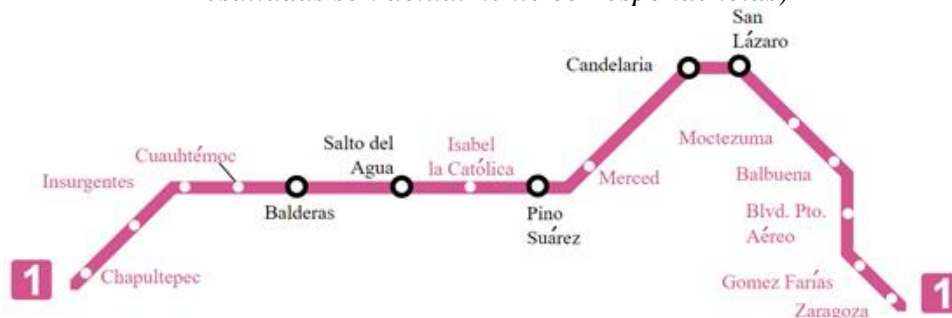 San
Lázaro
Candelaria
Salto del
Agua
Isabel
la Católica
Cuauhtémoc
Moctezuma
Insurgentes
Merced
Balbuena
Balderas
Pino
Suárez
Blvd. Pto.
Aéreo
1
Chapultepec
Gomez Farías
1
Zaragoza